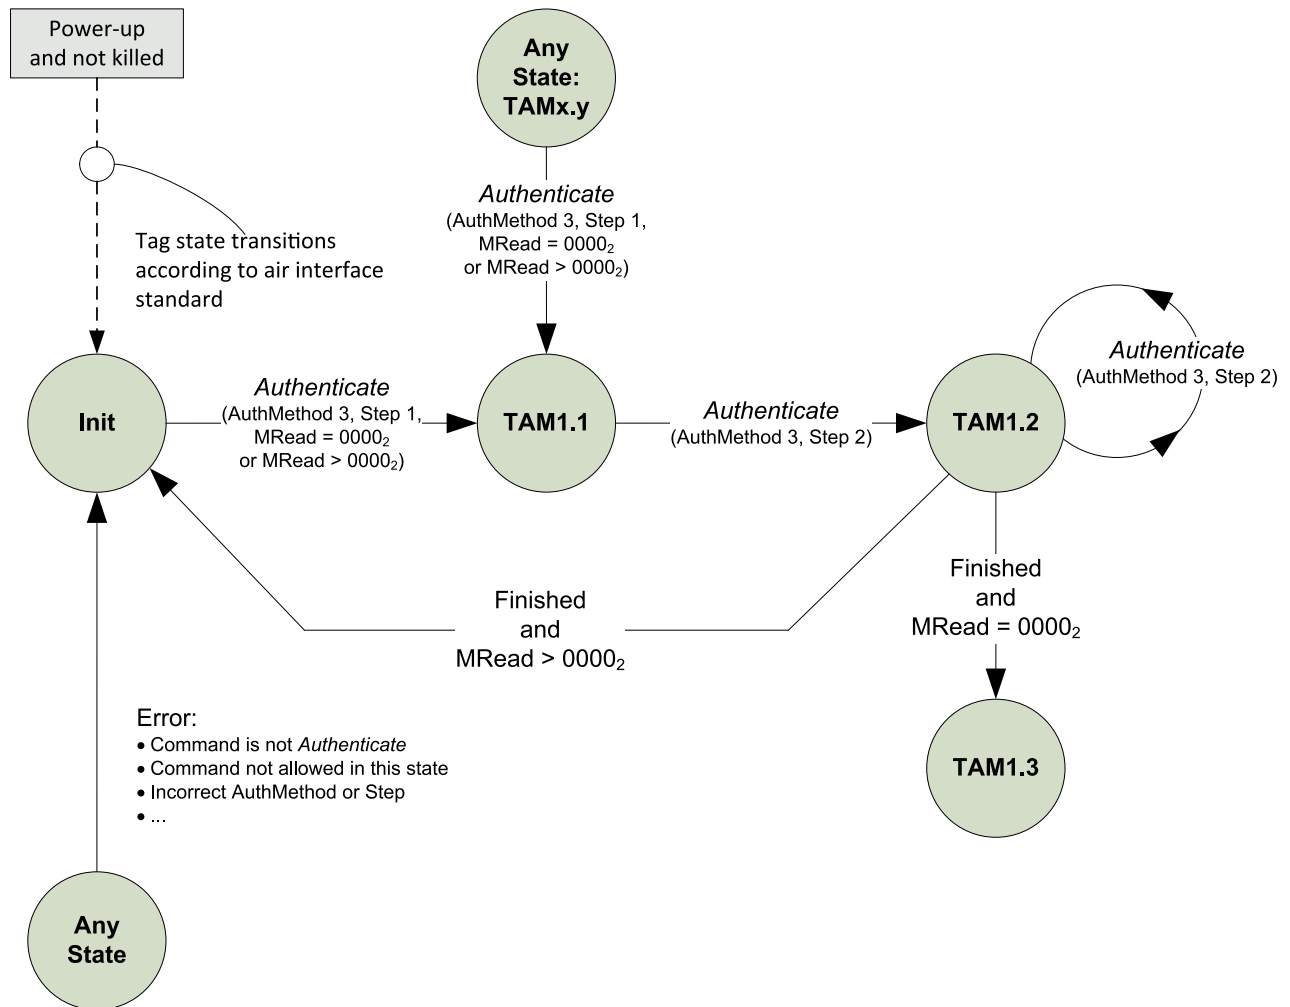 Power-up
and not killed
Any
State:
TAMx.y
Authenticate
(AuthMethod 3, Step 1,
MRead = 0000₂
or MRead > 0000₂)
Tag state transitions
according to air interface
standard
Init
Authenticate
(AuthMethod 3, Step 1,
MRead = 0000₂
or MRead > 0000₂)
TAM1.1
Authenticate
(AuthMethod 3, Step 2)
TAM1.2
Authenticate
(AuthMethod 3, Step 2)
Finished
and
MRead > 0000₂
Finished
and
MRead = 0000₂
TAM1.3
Error:
• Command is not Authenticate
• Command not allowed in this state
• Incorrect AuthMethod or Step
• ...
Any
State